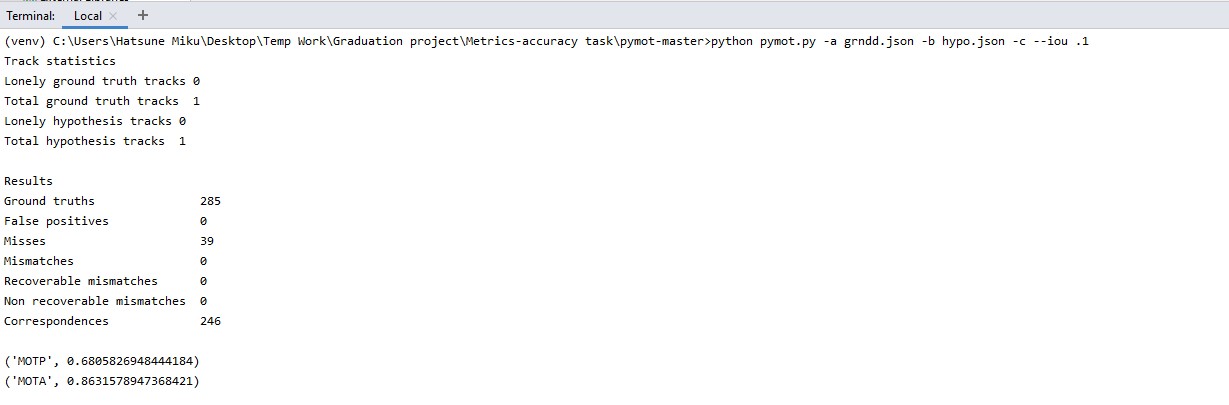 Terminal: Local × +
(venv) C:\Users\Hatsune Miku\Desktop\Temp Work\Graduation project\Metrics-accuracy task\pymot-master>python pymot.py -a grndd.json -b hypo.json -c --iou .1
Track statistics
Lonely ground truth tracks 0
Total ground truth tracks  1
Lonely hypothesis tracks 0
Total hypothesis tracks  1
Results
Ground truths 285
False positives 0
Misses 39
Mismatches 0
Recoverable mismatches 0
Non recoverable mismatches 0
Correspondences 246
('MOTP', 0.6805826948444184)
('MOTA', 0.8631578947368421)